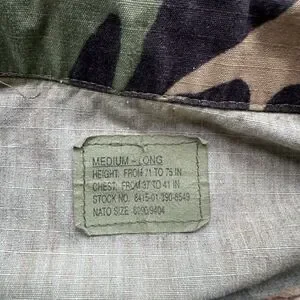 MEDIUM - LONG
HEIGHT: FROM 71 TO 75 IN
CHEST: FROM 37 TO 41 IN
STOCK NO.: 8415-01-390-8549
NATO SIZE: 8090/9404